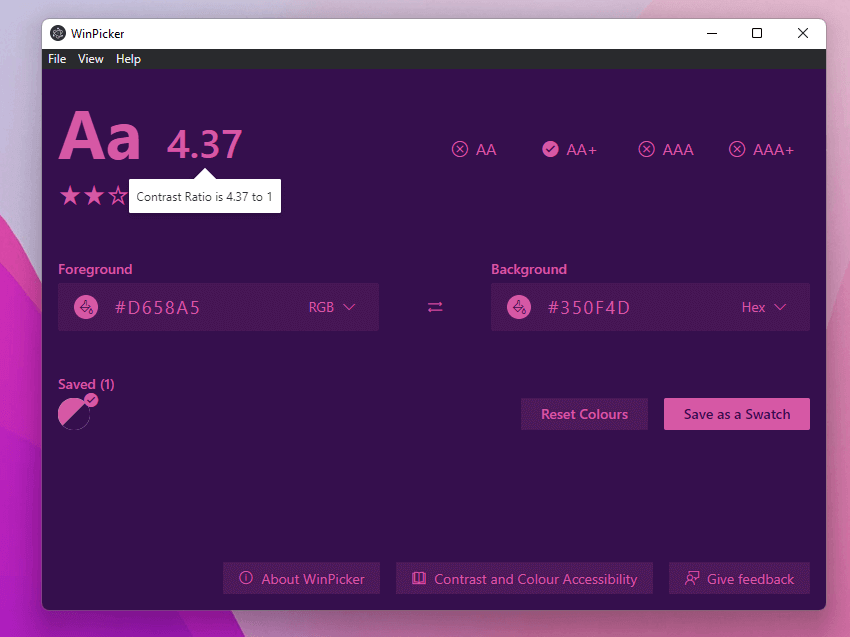 WinPicker
File View Help
Aa 4.37
AA AA+ AAA AAA+
Contrast Ratio is 4.37 to 1
Foreground Background
#D658A5 RGB #350F4D Hex
Saved (1)
Reset Colours Save as a Swatch
About WinPicker Contrast and Colour Accessibility Give feedback